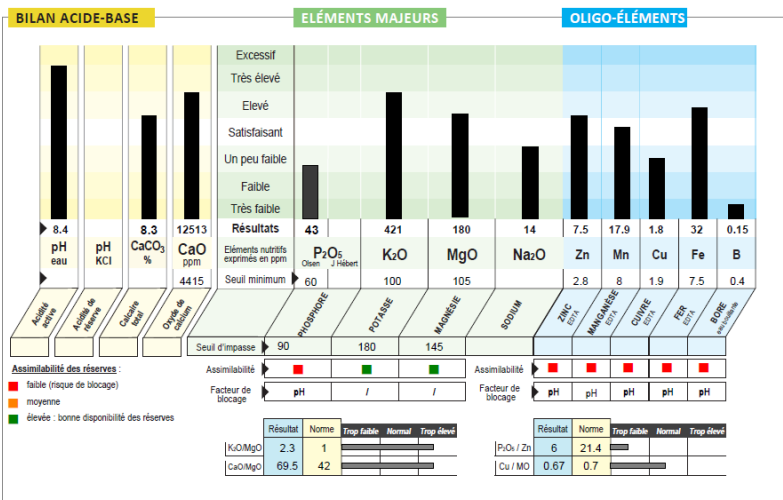 BILAN ACIDE-BASE
ELÉMENTS MAJEURS
OLIGO-ÉLÉMENTS
Excessif
Très élevé
Elevé
Satisfaisant
Un peu faible
Faible
Très faible
8.4 8.3 12513 Résultats 43 421 180 14 7.5 17.9 1.8 32 0.15
pH eau
pH KCl
CaCO3 %
CaO ppm
Eléments nutritifs exprimés en ppm
P2O5 Olsen J Hébert
K2O
MgO
Na2O
Zn
Mn
Cu
Fe
B
4415 Seuil minimum 60 100 105 2.8 8 1.9 7.5 0.4
Acidité active
Acidité de réserve
Calcaire total
Oxyde de calcium
PHOSPHORE
POTASSE
MAGNÉSIE
SODIUM
ZINC EDTA
MANGANÈSE EDTA
CUIVRE EDTA
FER EDTA
BORE eau bouillante
Seuil d'impasse 90 180 145
Assimilabilité des réserves :
faible (risque de blocage)
moyenne
élevée : bonne disponibilité des réserves
Assimilabilité
Facteur de blocage pH / /
Assimilabilité
Facteur de blocage pH pH pH pH pH
Résultat Norme Trop faible Normal Trop élevé
K2O/MgO 2.3 1
CaO/MgO 69.5 42
Résultat Norme Trop faible Normal Trop élevé
P2O5 / Zn 6 21.4
Cu / MO 0.67 0.7